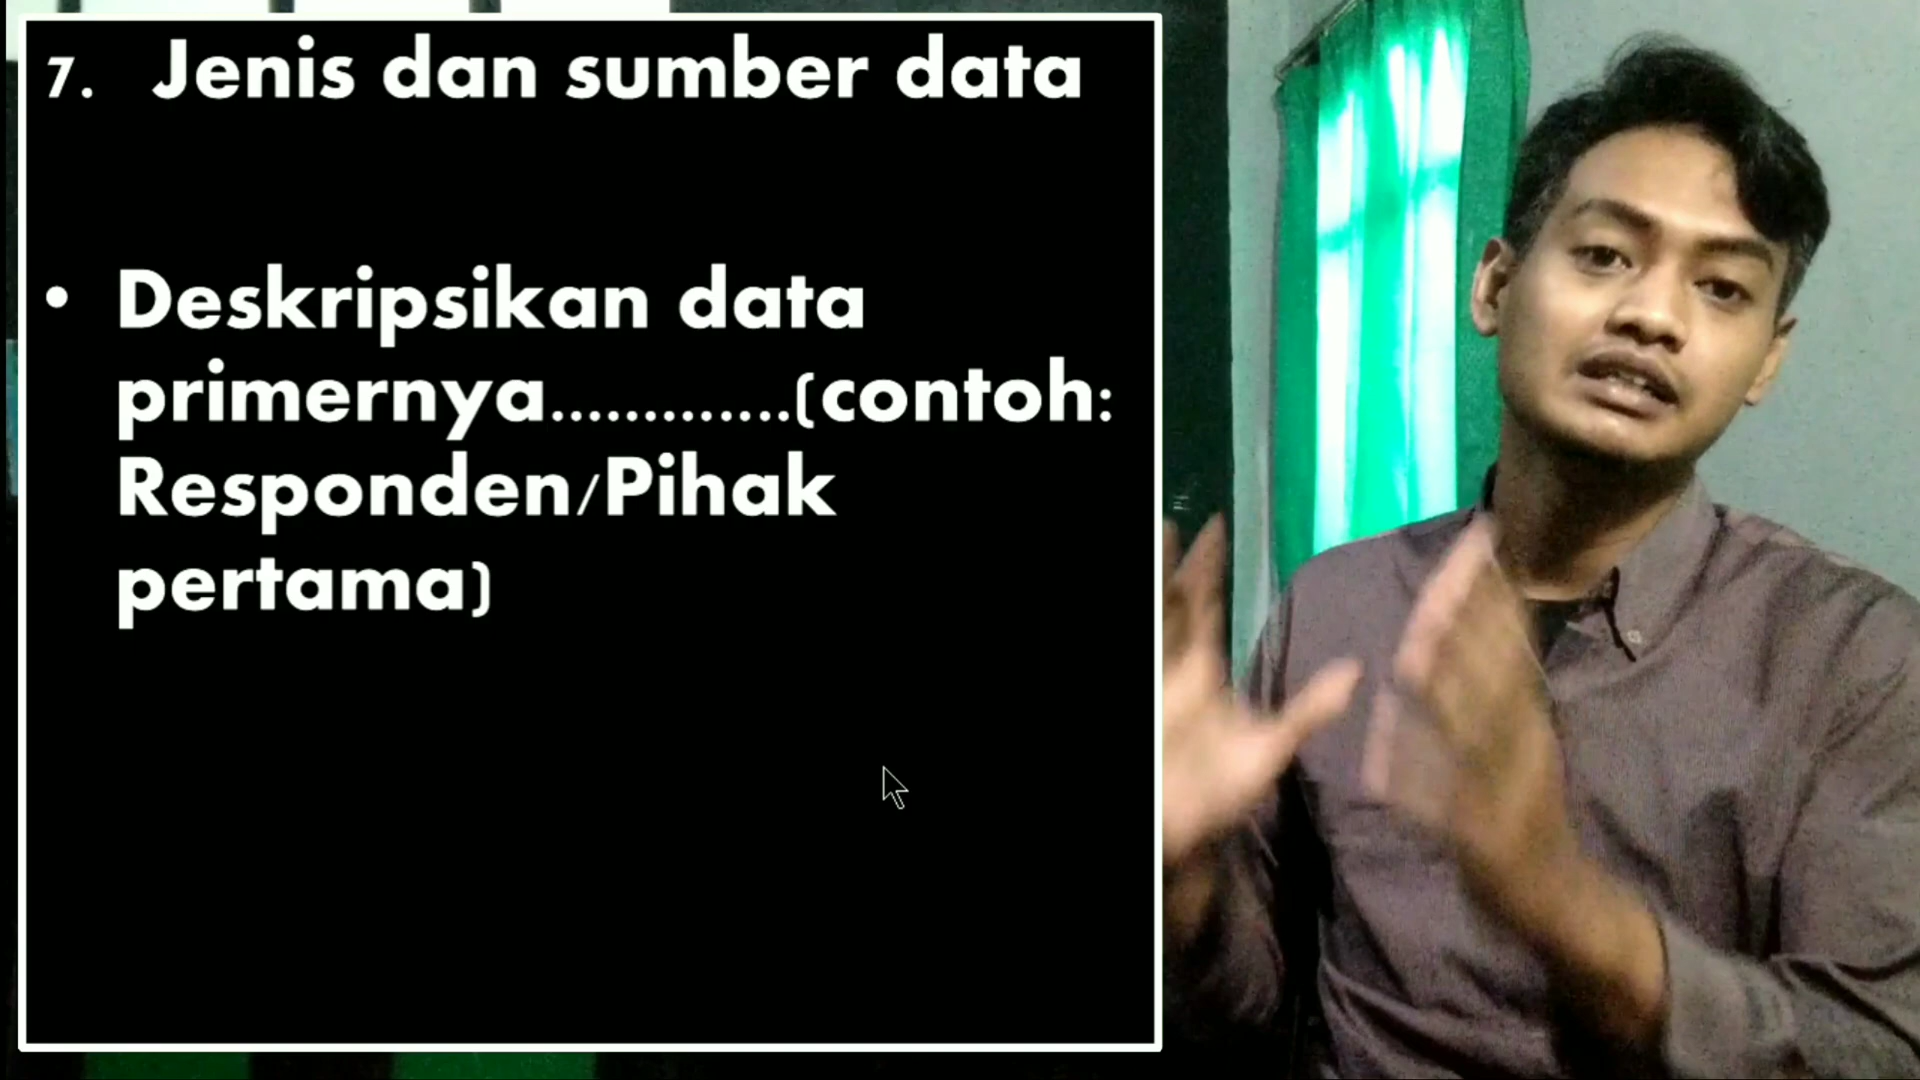 7. Jenis dan sumber data
• Deskripsikan data
primernya.............(contoh:
Responden/Pihak
pertama)